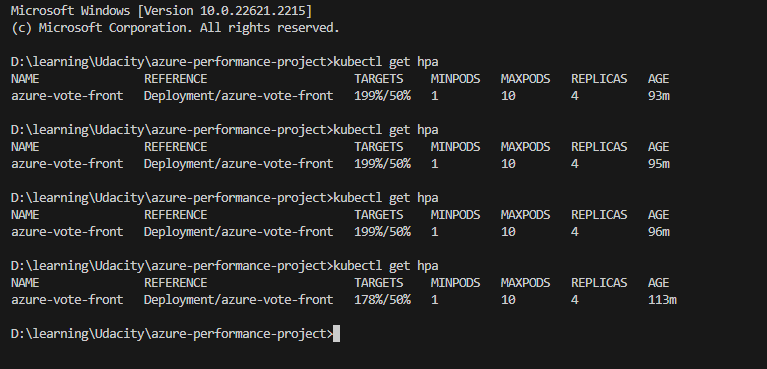 Microsoft Windows [Version 10.0.22621.2215]
(c) Microsoft Corporation. All rights reserved.
D:\learning\Udacity\azure-performance-project>kubectl get hpa
NAME REFERENCE TARGETS MINPODS MAXPODS REPLICAS AGE
azure-vote-front Deployment/azure-vote-front 199%/50% 1 10 4 93m
D:\learning\Udacity\azure-performance-project>kubectl get hpa
NAME REFERENCE TARGETS MINPODS MAXPODS REPLICAS AGE
azure-vote-front Deployment/azure-vote-front 199%/50% 1 10 4 95m
D:\learning\Udacity\azure-performance-project>kubectl get hpa
NAME REFERENCE TARGETS MINPODS MAXPODS REPLICAS AGE
azure-vote-front Deployment/azure-vote-front 199%/50% 1 10 4 96m
D:\learning\Udacity\azure-performance-project>kubectl get hpa
NAME REFERENCE TARGETS MINPODS MAXPODS REPLICAS AGE
azure-vote-front Deployment/azure-vote-front 178%/50% 1 10 4 113m
D:\learning\Udacity\azure-performance-project>